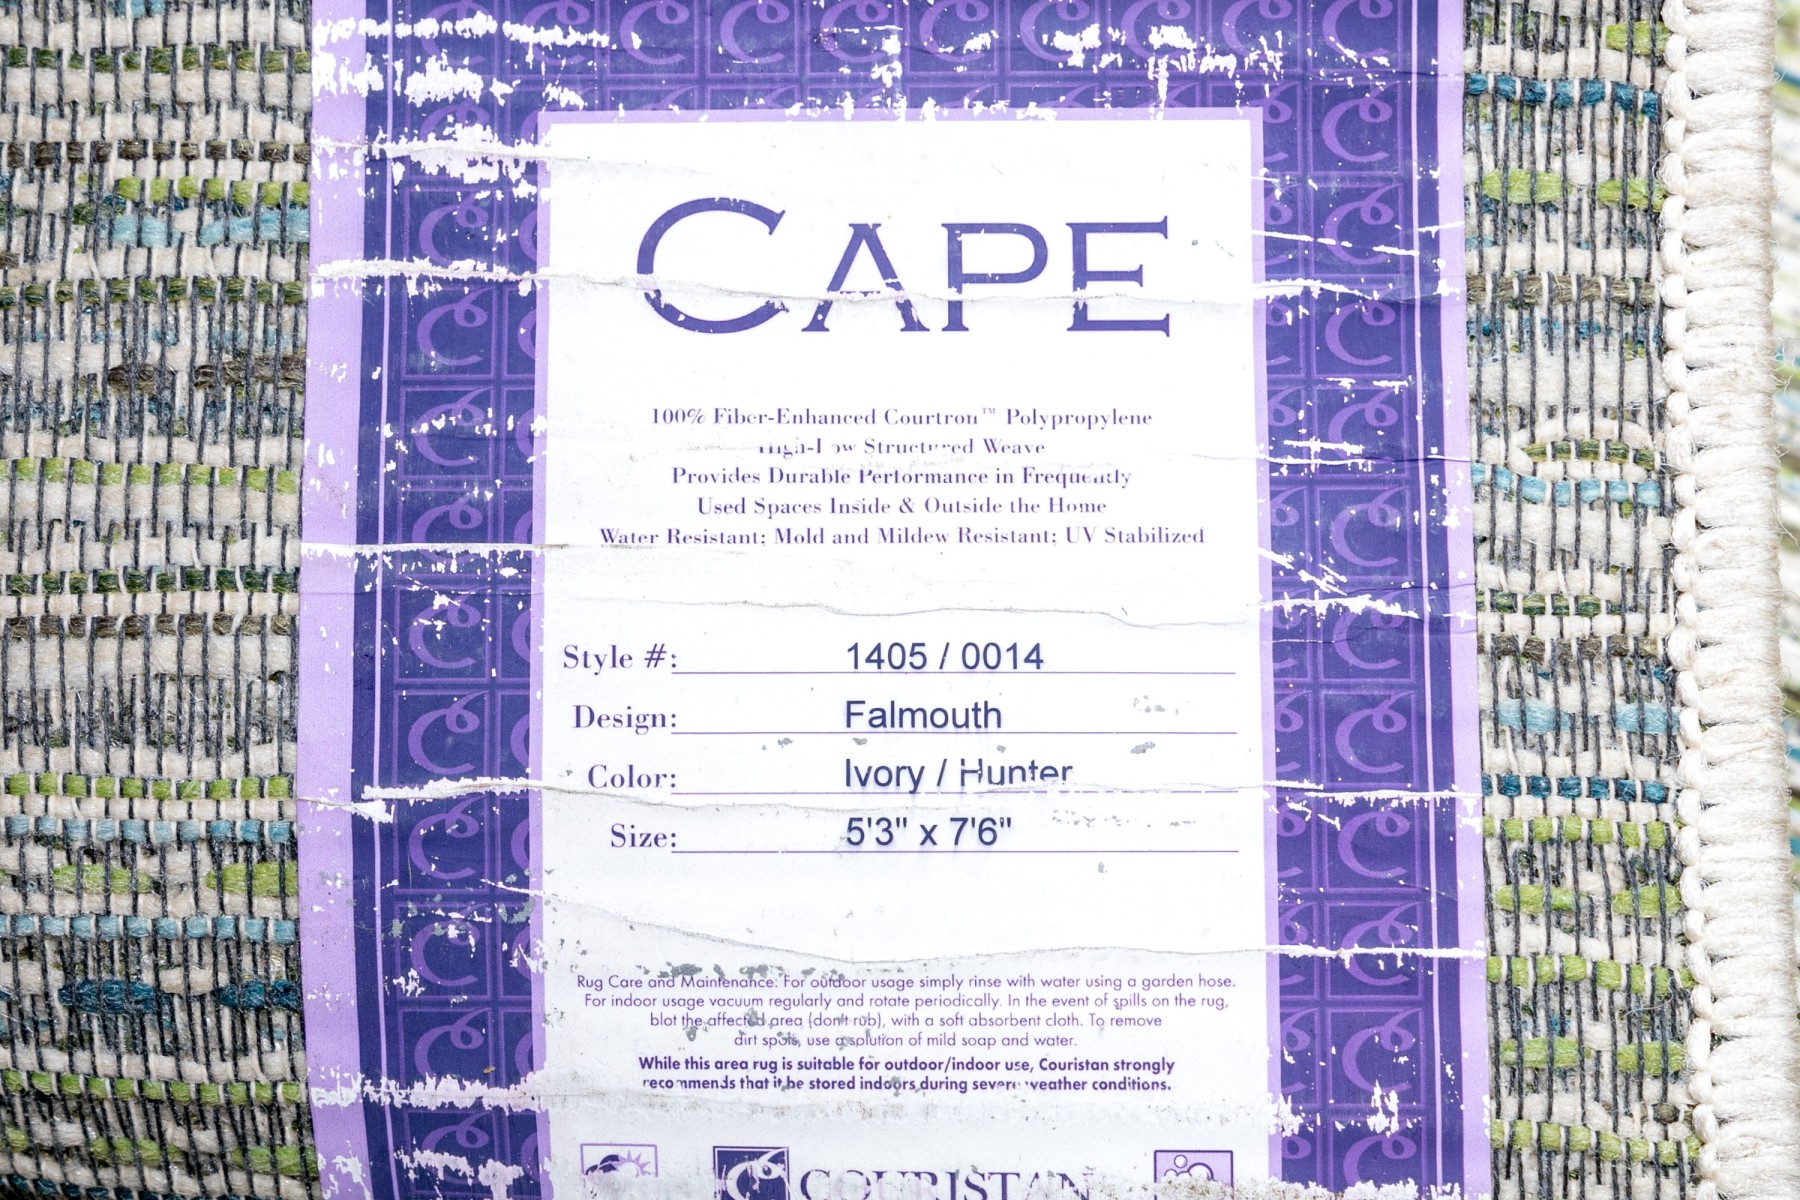 CAPE
100% Fiber-Enhanced Courtron™ Polypropylene
High-Low Structured Weave
Provides Durable Performance in Frequently
Used Spaces Inside & Outside the Home
Water Resistant; Mold and Mildew Resistant; UV Stabilized
Style #: 1405 / 0014
Design: Falmouth
Color: Ivory / Hunter
Size: 5'3" x 7'6"
Rug Care and Maintenance: For outdoor usage simply rinse with water using a garden hose.
For indoor usage vacuum regularly and rotate periodically. In the event of spills on the rug,
blot the affected area (don't rub), with a soft absorbent cloth. To remove
dirt spots, use a solution of mild soap and water.
While this area rug is suitable for outdoor/indoor use, Couristan strongly
recommends that it be stored indoors during severe weather conditions.
COURISTAN